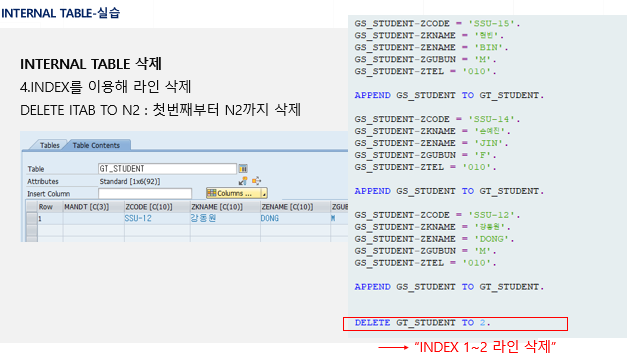 INTERNAL TABLE-실습
INTERNAL TABLE 삭제
4.INDEX를 이용해 라인 삭제
DELETE ITAB TO N2 : 첫번째부터 N2까지 삭제
Tables
Table Contents
Table
GT_STUDENT
Attributes
Standard [1x6(92)]
Insert Column
Columns ...
Row MANDT [C(3)] ZCODE [C(10)] ZKNAME [C(10)] ZENAME [C(10)] ZGUB
1 SSU-12 강동원 DONG M
GS_STUDENT-ZCODE = 'SSU-15'.
GS_STUDENT-ZKNAME = '현빈'.
GS_STUDENT-ZENAME = 'BIN'.
GS_STUDENT-ZGUBUN = 'M'.
GS_STUDENT-ZTEL = '010'.
APPEND GS_STUDENT TO GT_STUDENT.
GS_STUDENT-ZCODE = 'SSU-14'.
GS_STUDENT-ZKNAME = '손예진'.
GS_STUDENT-ZENAME = 'JIN'.
GS_STUDENT-ZGUBUN = 'F'.
GS_STUDENT-ZTEL = '010'.
APPEND GS_STUDENT TO GT_STUDENT.
GS_STUDENT-ZCODE = 'SSU-12'.
GS_STUDENT-ZKNAME = '강동원'.
GS_STUDENT-ZENAME = 'DONG'.
GS_STUDENT-ZGUBUN = 'M'.
GS_STUDENT-ZTEL = '010'.
APPEND GS_STUDENT TO GT_STUDENT.
DELETE GT_STUDENT TO 2.
“INDEX 1~2 라인 삭제”